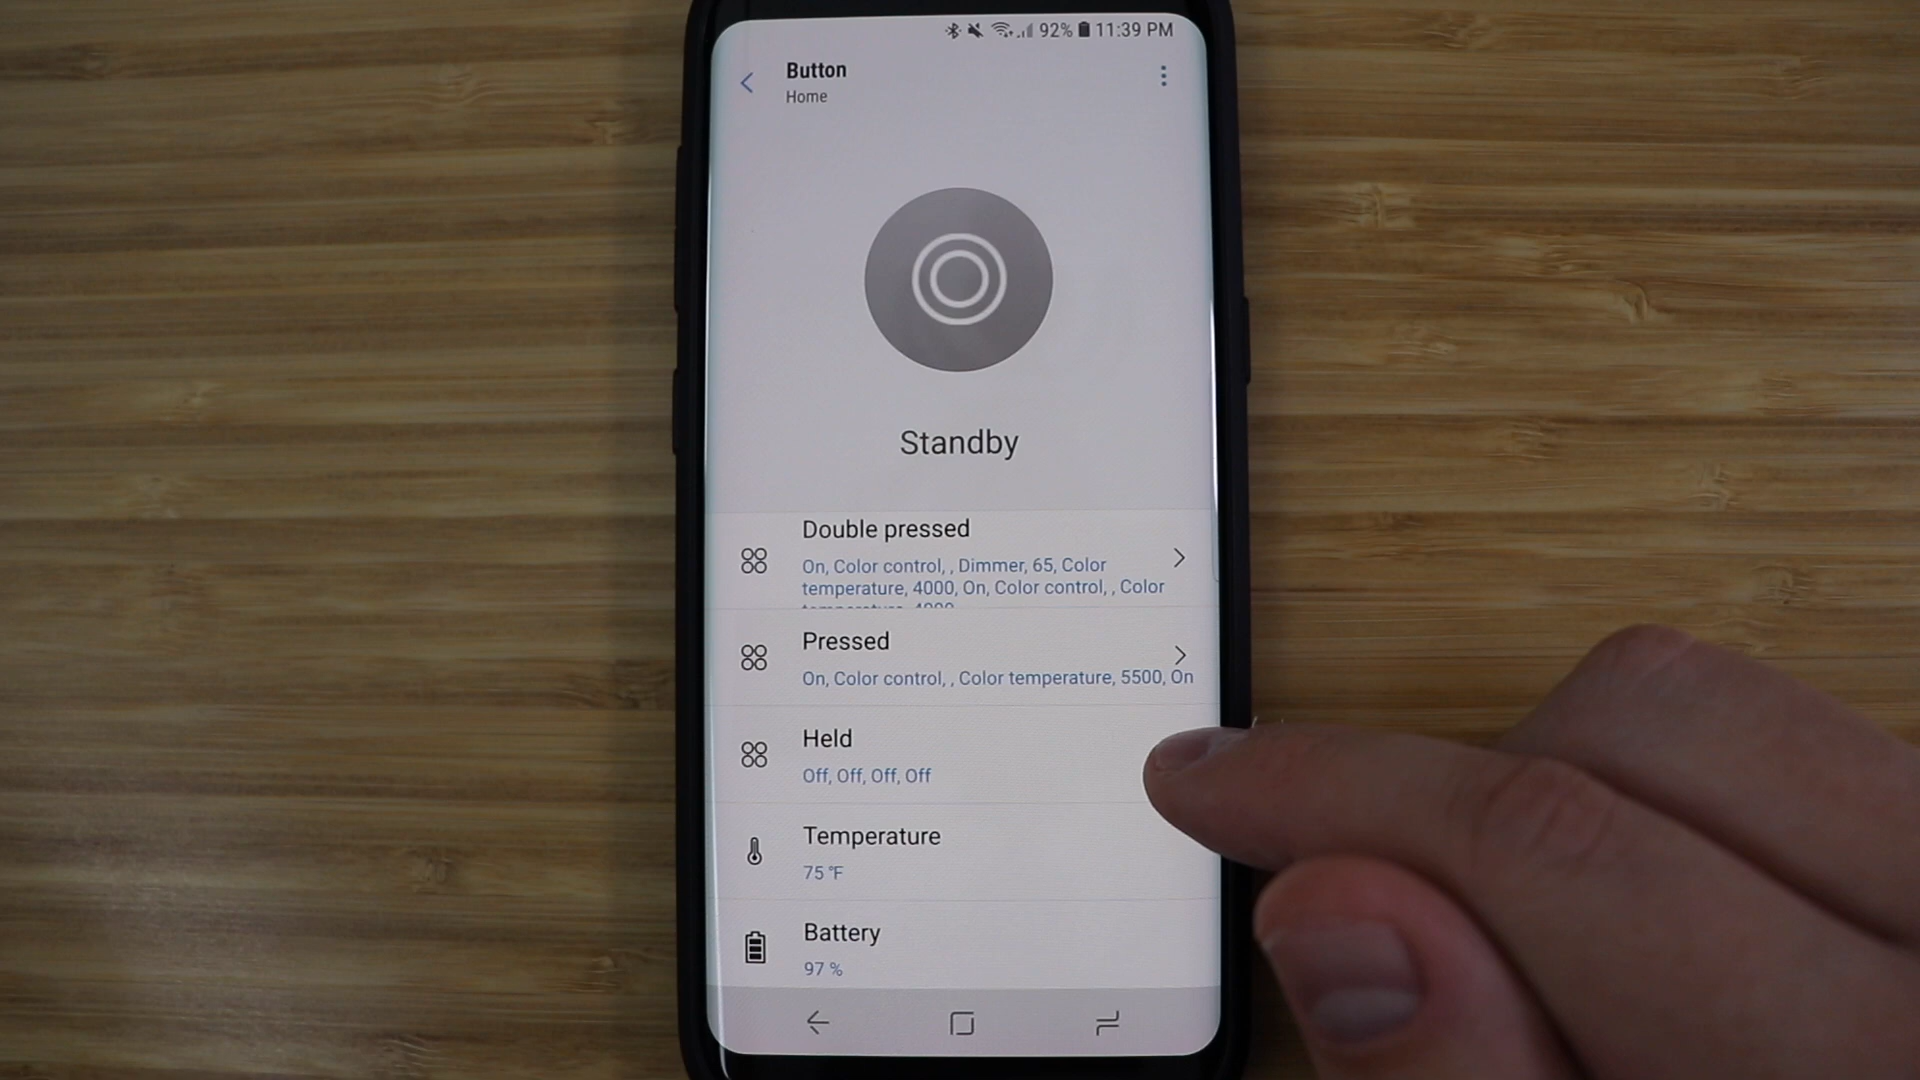 92% 11:39 PM
Button
Home
Standby
Double pressed
On, Color control, , Dimmer, 65, Color
temperature, 4000, On, Color control, , Color
Pressed
On, Color control, , Color temperature, 5500, On
Held
Off, Off, Off, Off
Temperature
75 °F
Battery
97 %